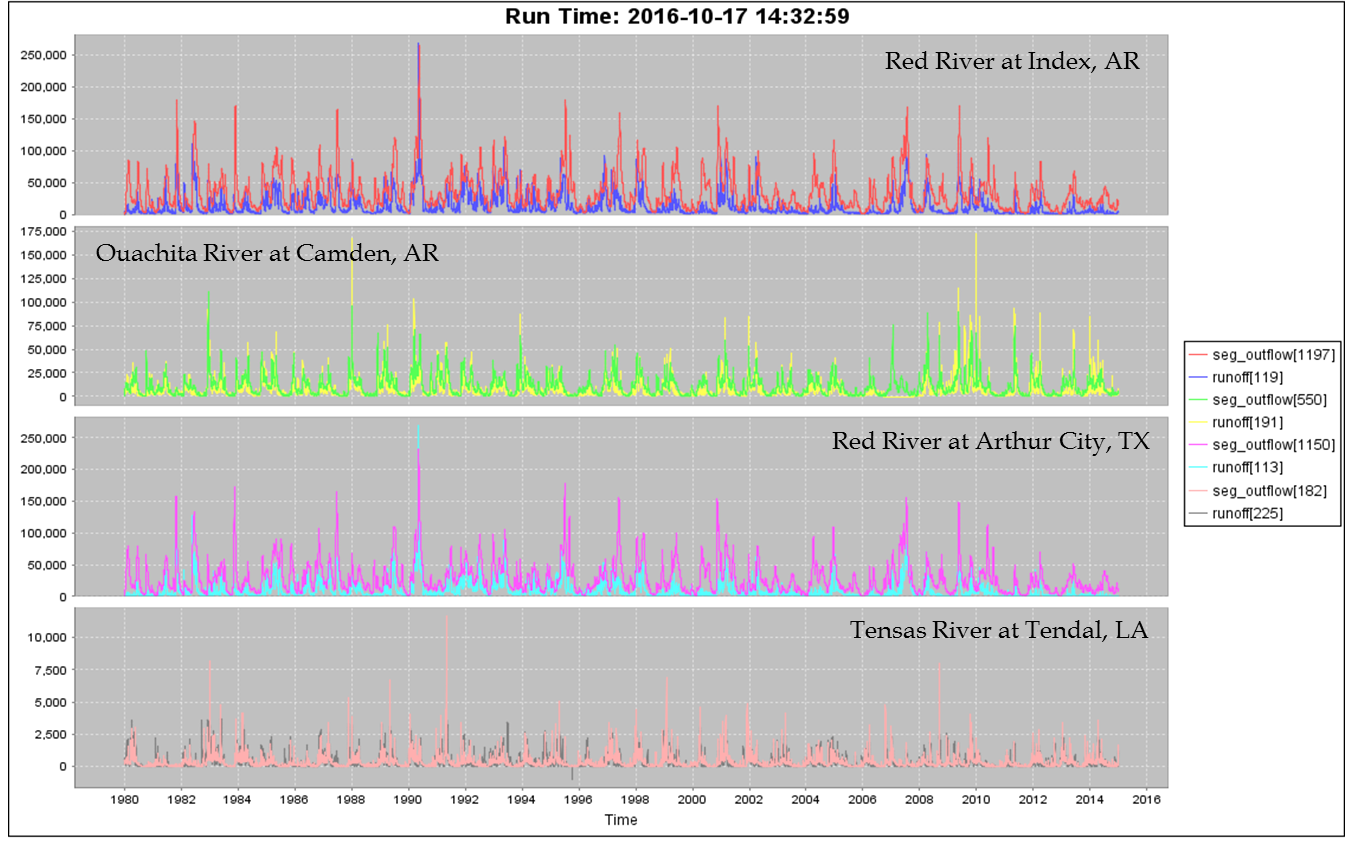 Run Time: 2016-10-17 14:32:59
Red River at Index, AR
250,000
200,000
150,000
100,000
50,000
0
Ouachita River at Camden, AR
175,000
150,000
125,000
100,000
75,000
50,000
25,000
0
Red River at Arthur City, TX
250,000
200,000
150,000
100,000
50,000
0
Tensas River at Tendal, LA
10,000
7,500
5,000
2,500
0
1980 1982 1984 1986 1988 1990 1992 1994 1996 1998 2000 2002 2004 2006 2008 2010 2012 2014 2016
Time
seg_outflow[1197]
runoff[119]
seg_outflow[550]
runoff[191]
seg_outflow[1150]
runoff[113]
seg_outflow[182]
runoff[225]